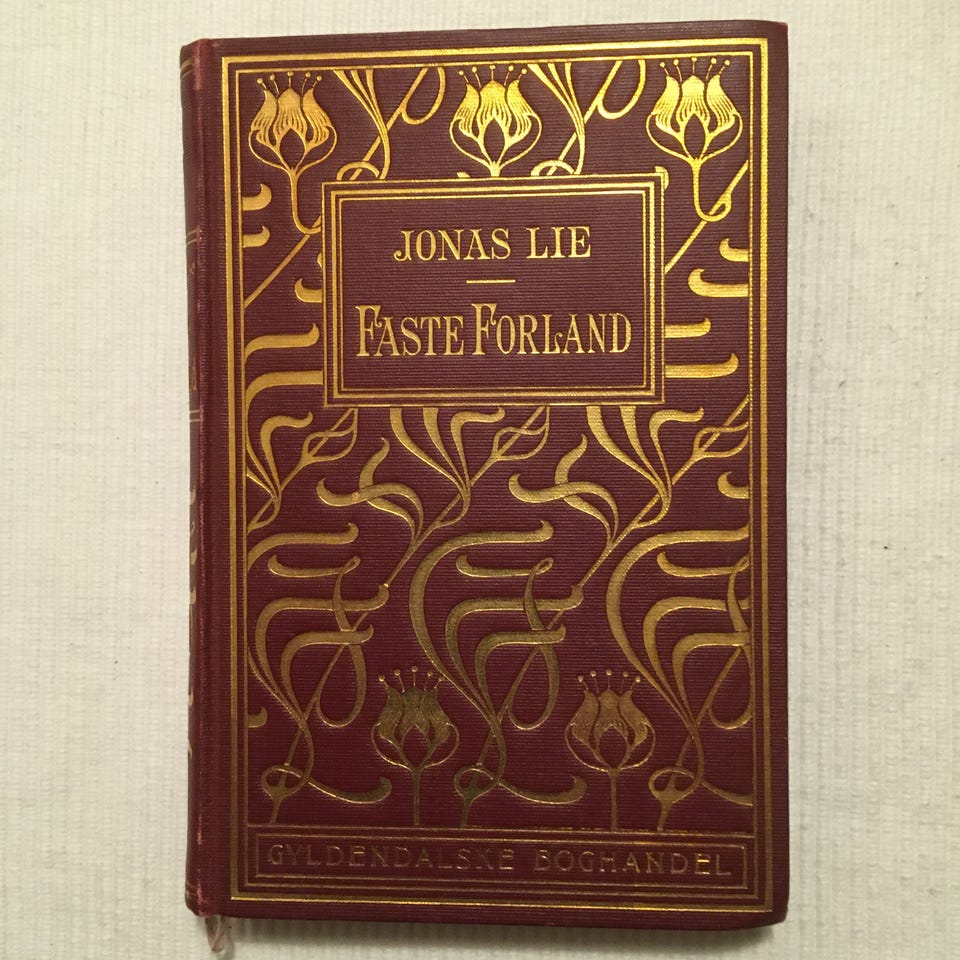 JONAS LIE
FASTE FORLAND
GYLDENDALSKE BOGHANDEL